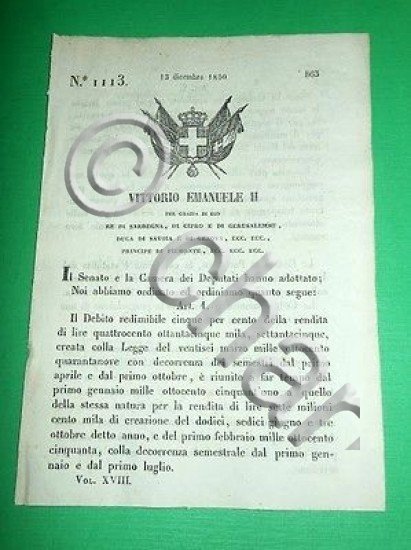 N.° 1113.
13 dicembre 1850
863
VITTORIO EMANUELE II
PER GRAZIA DI DIO
RE DI SARDEGNA, DI CIPRO E DI GERUSALEMME,
DUCA DI SAVOIA E DI GENOVA, ECC. ECC.,
PRINCIPE DI PIEMONTE, ECC. ECC. ECC.
Il Senato e la Camera dei Deputati hanno adottato;
Noi abbiamo ordinato ed ordiniamo quanto segue:
Art. 1.
Il Debito redimibile cinque per cento della rendita
di lire quattrocento ottantacinque mila, settantacinque,
creata colla Legge del ventisei marzo mille ottocento
quarantanove con decorrenza dei semestri dal primo
aprile e dal primo ottobre, è riunito a far tempo dal
primo gennaio mille ottocento cinquantuno a quello
della stessa natura per la rendita di lire milioni
cento mila di creazione del dodici, sedici giugno e tre
ottobre detto anno, e del primo febbraio mille ottocento
cinquanta, colla decorrenza semestrale dal primo gen-
naio e dal primo luglio.
Vol. XVIII.
© Char